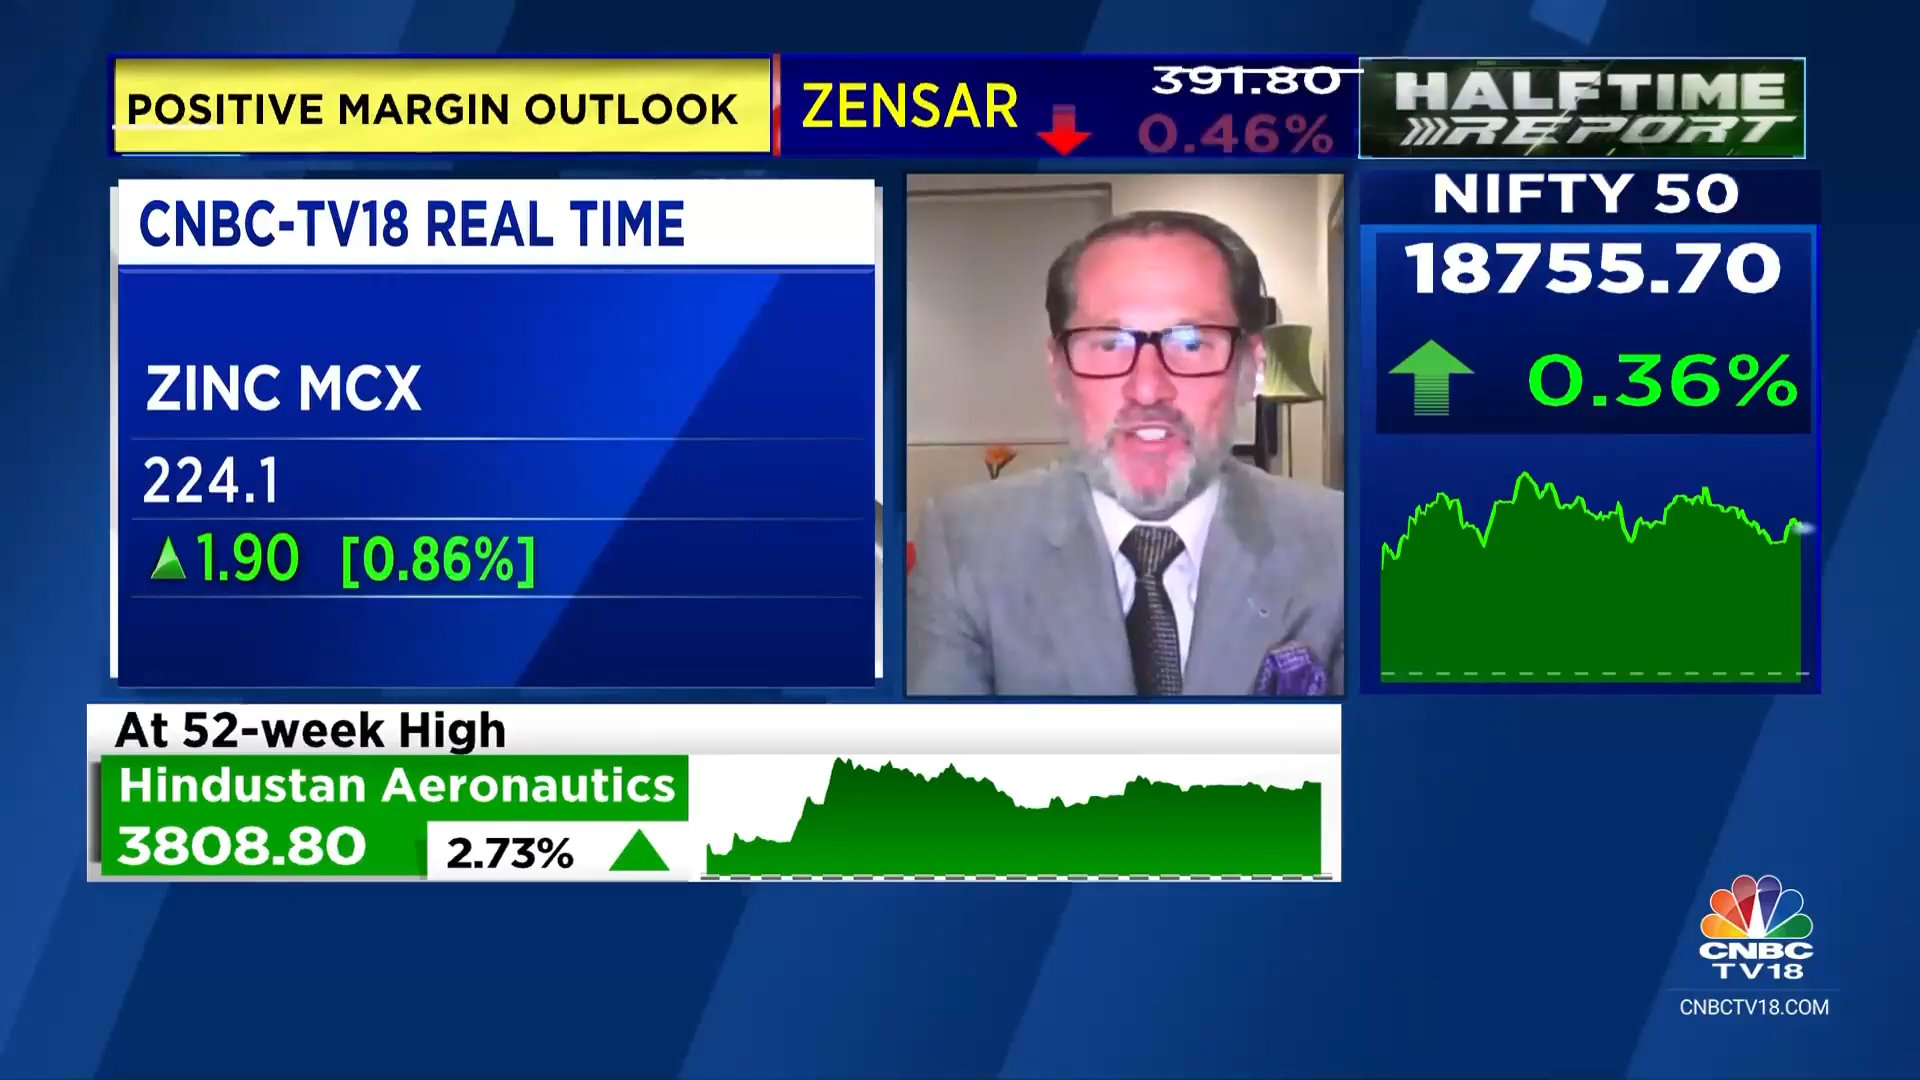 POSITIVE MARGIN OUTLOOK
ZENSAR
391.80
0.46%
HALFTIME
REPORT
CNBC-TV18 REAL TIME
ZINC MCX
224.1
1.90 [0.86%]
NIFTY 50
18755.70
0.36%
At 52-week High
Hindustan Aeronautics
3808.80
2.73%
CNBC
TV18
CNBCTV18.COM